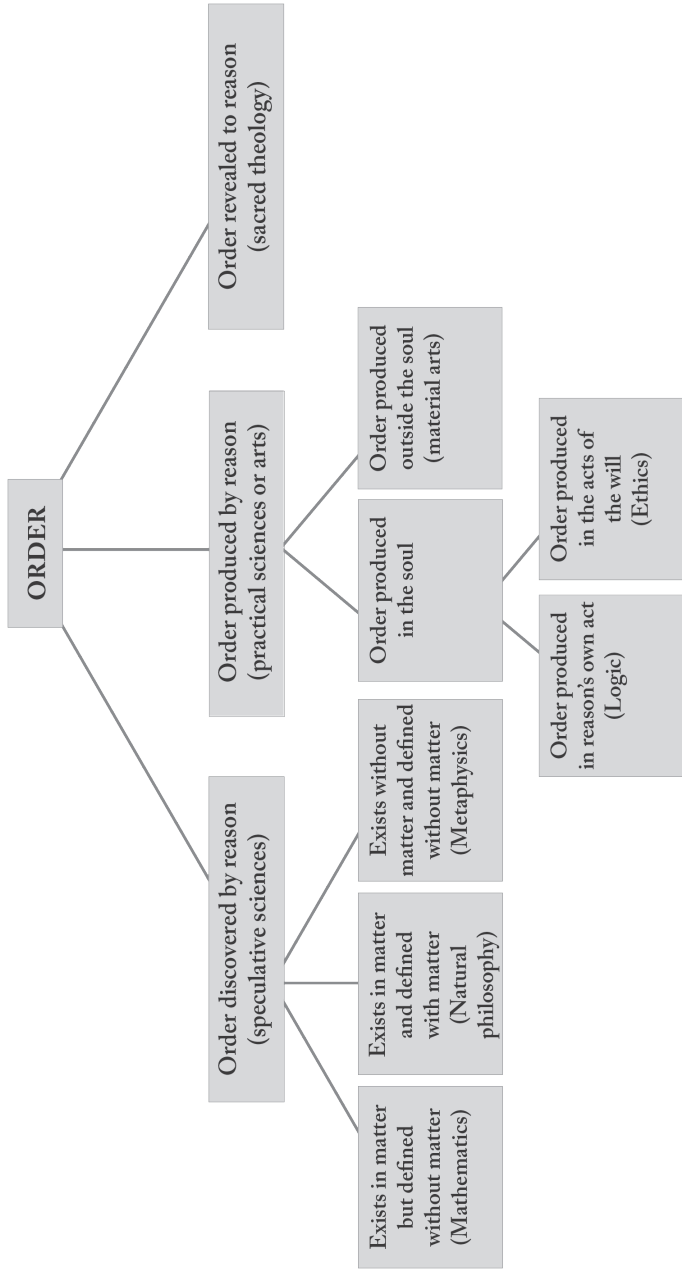 ORDER
Order discovered by reason
(speculative sciences)
Order produced by reason
(practical sciences or arts)
Order revealed to reason
(sacred theology)
Exists in matter
but defined
without matter
(Mathematics)
Exists in matter
and defined
with matter
(Natural
philosophy)
Exists without
matter and defined
without matter
(Metaphysics)
Order produced
in the soul
Order produced
outside the soul
(material arts)
Order produced
in reason's own act
(Logic)
Order produced
in the acts of
the will
(Ethics)